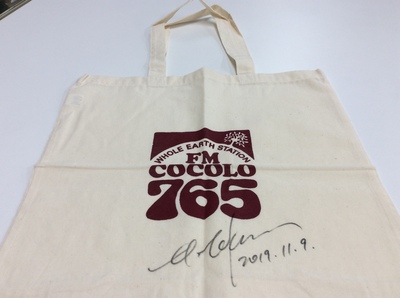 WHOLE EARTH STATION
FM
COCOLO
765
2019.11.9.